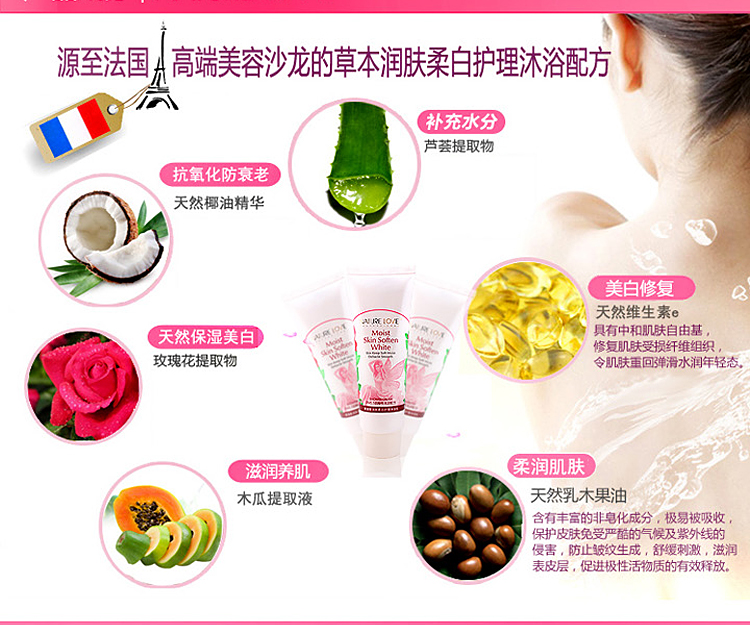 源至法国 高端美容沙龙的草本润肤柔白护理沐浴配方
补充水分
芦荟提取物
抗氧化防衰老
天然椰油精华
美白修复
天然维生素e
具有中和肌肤自由基，
修复肌肤受损纤维组织，
令肌肤重回弹滑水润年轻态。
天然保湿美白
玫瑰花提取物
LOVE
Moist
Skin Soften
White
滋润养肌
木瓜提取液
柔润肌肤
天然乳木果油
含有丰富的非皂化成分，极易被吸收，
保护皮肤免受严酷的气候及紫外线的
侵害，防止皱纹生成，舒缓刺激，滋润
表皮层，促进极性活物质的有效释放。